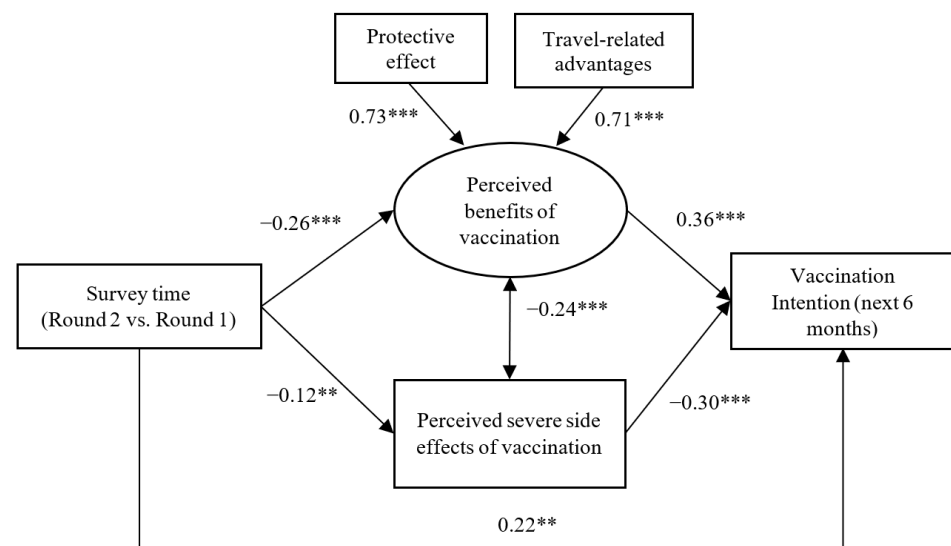 Protective
effect
Travel-related
advantages
0.73***
0.71***
Perceived
benefits of
vaccination
−0.26***
0.36***
Survey time
(Round 2 vs. Round 1)
Vaccination
Intention (next 6
months)
−0.24***
−0.12**
−0.30***
Perceived severe side
effects of vaccination
0.22**